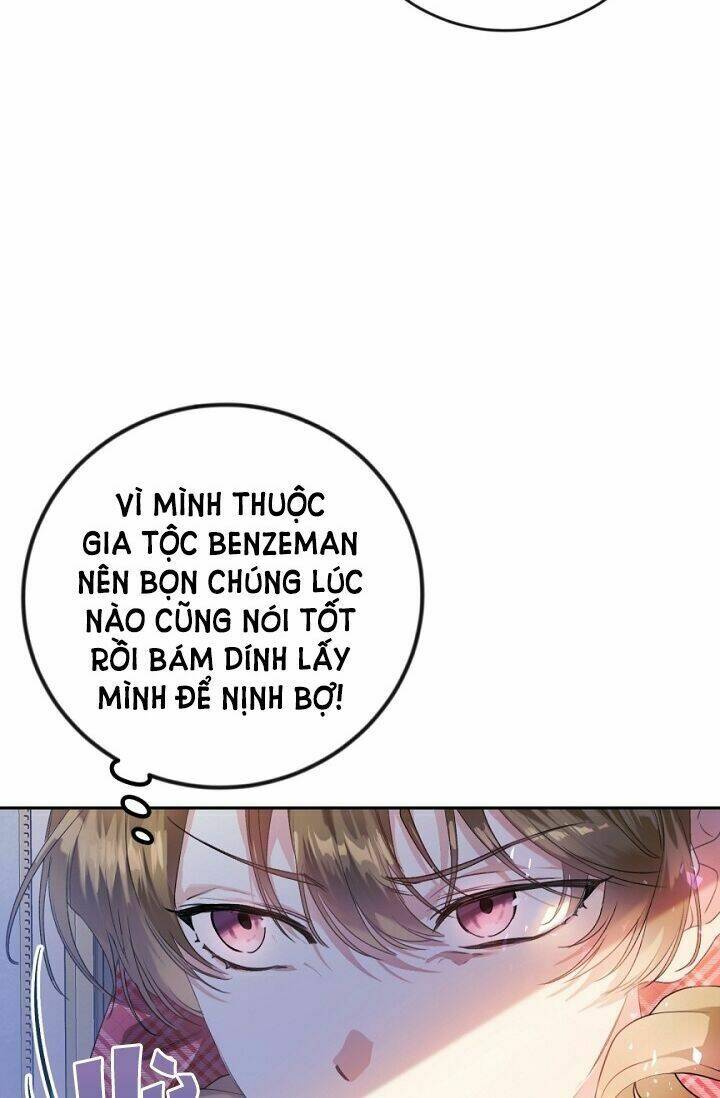 VÌ MÌNH THUỘC
GIA TỘC BENZEMAN
NÊN BỌN CHÚNG LÚC
NÀO CŨNG NÓI TỐT
RỒI BÁM DÍNH LẤY
MÌNH ĐỂ NỊNH BỢ!